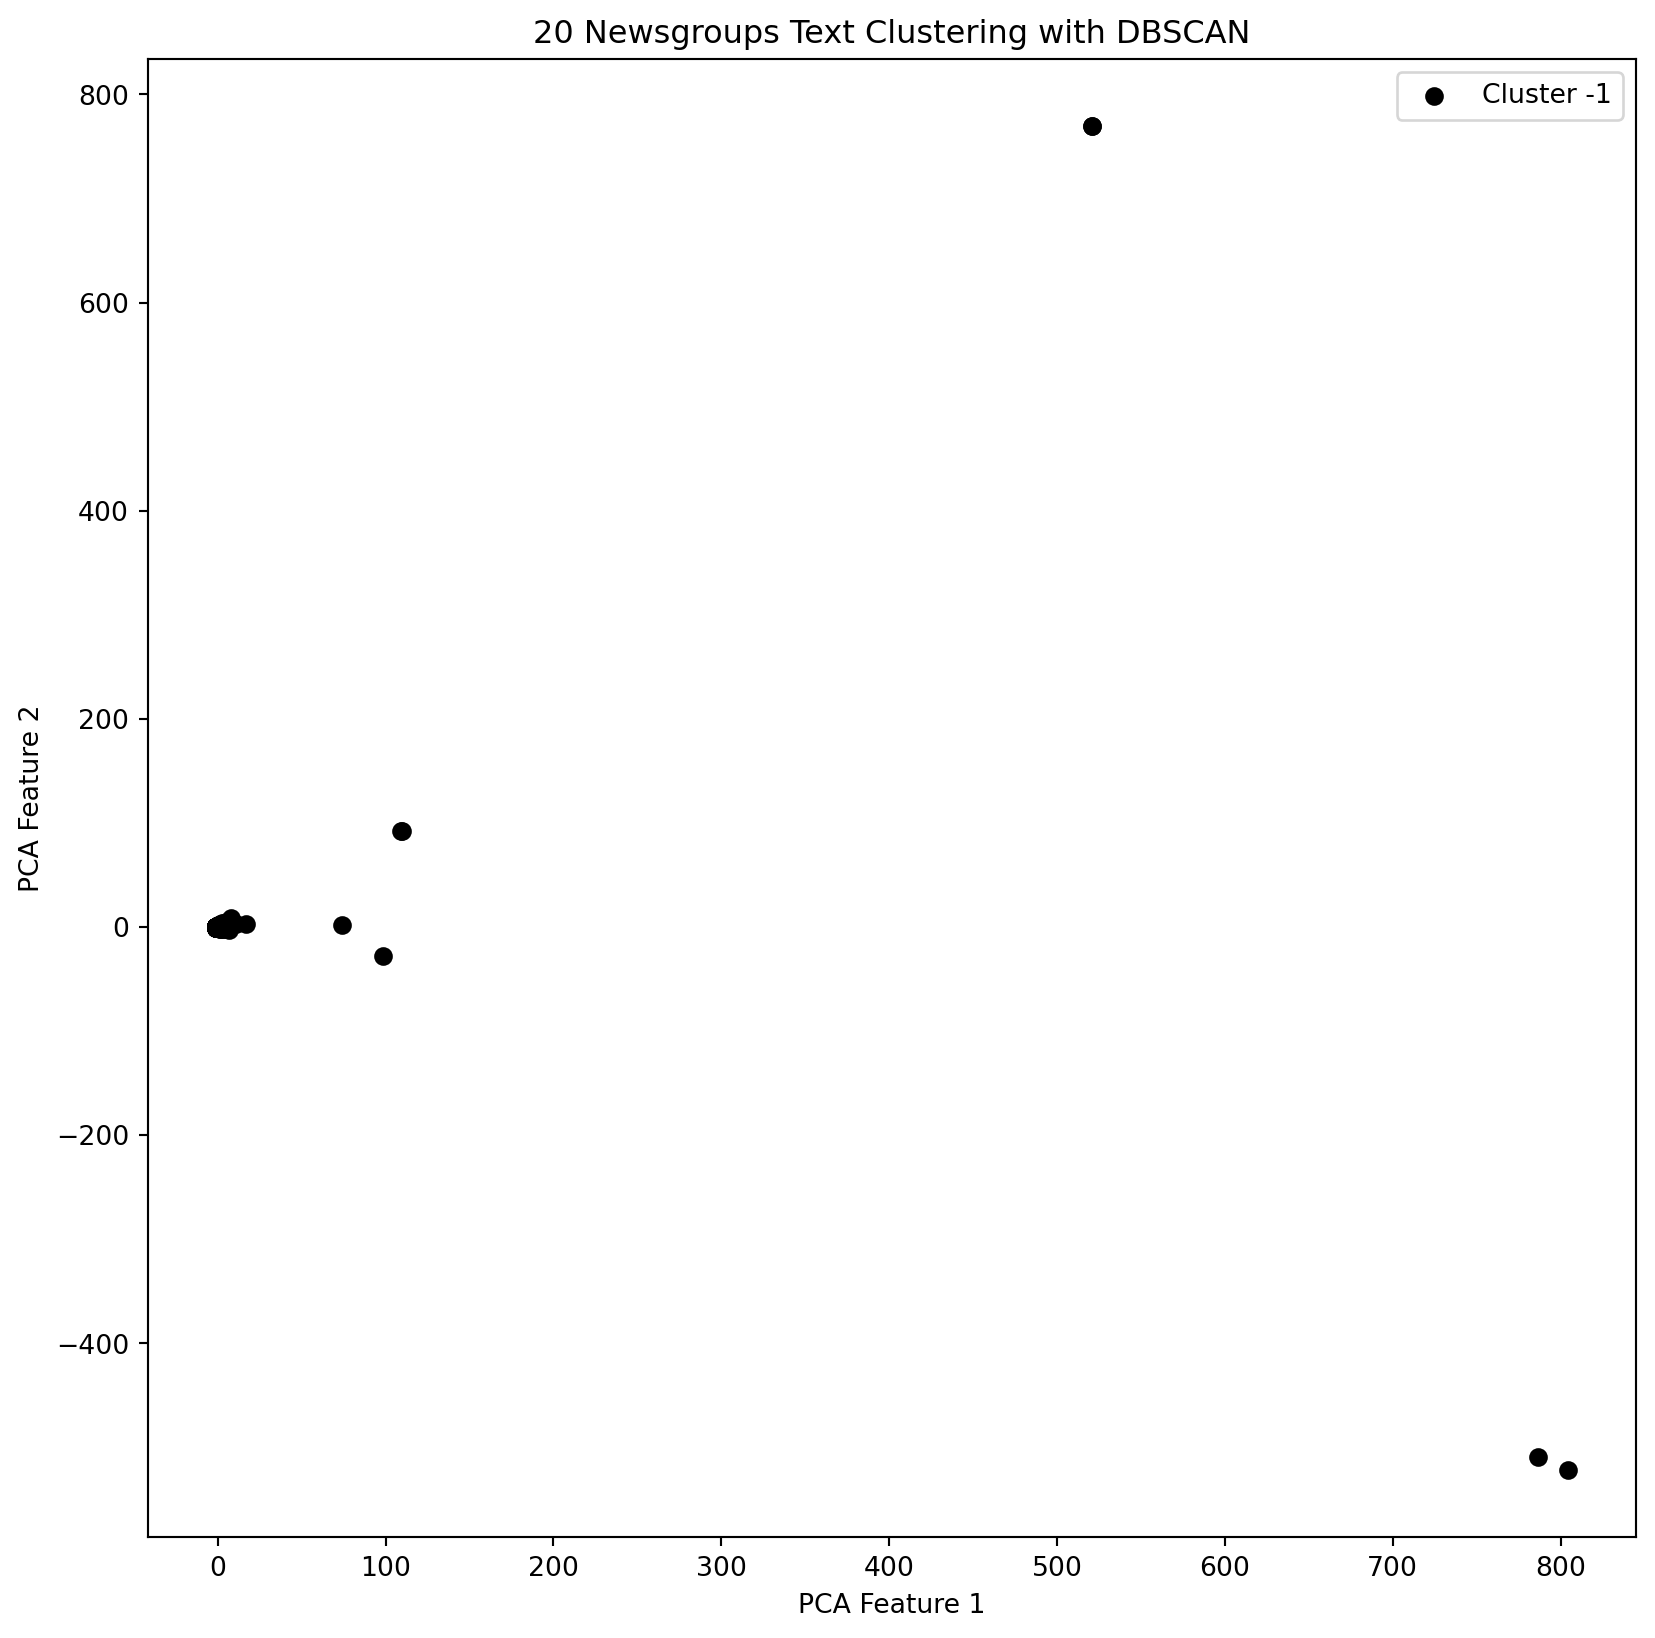 20 Newsgroups Text Clustering with DBSCAN
Cluster -1
800
600
400
200
0
−200
−400
PCA Feature 2
0 100 200 300 400 500 600 700 800
PCA Feature 1